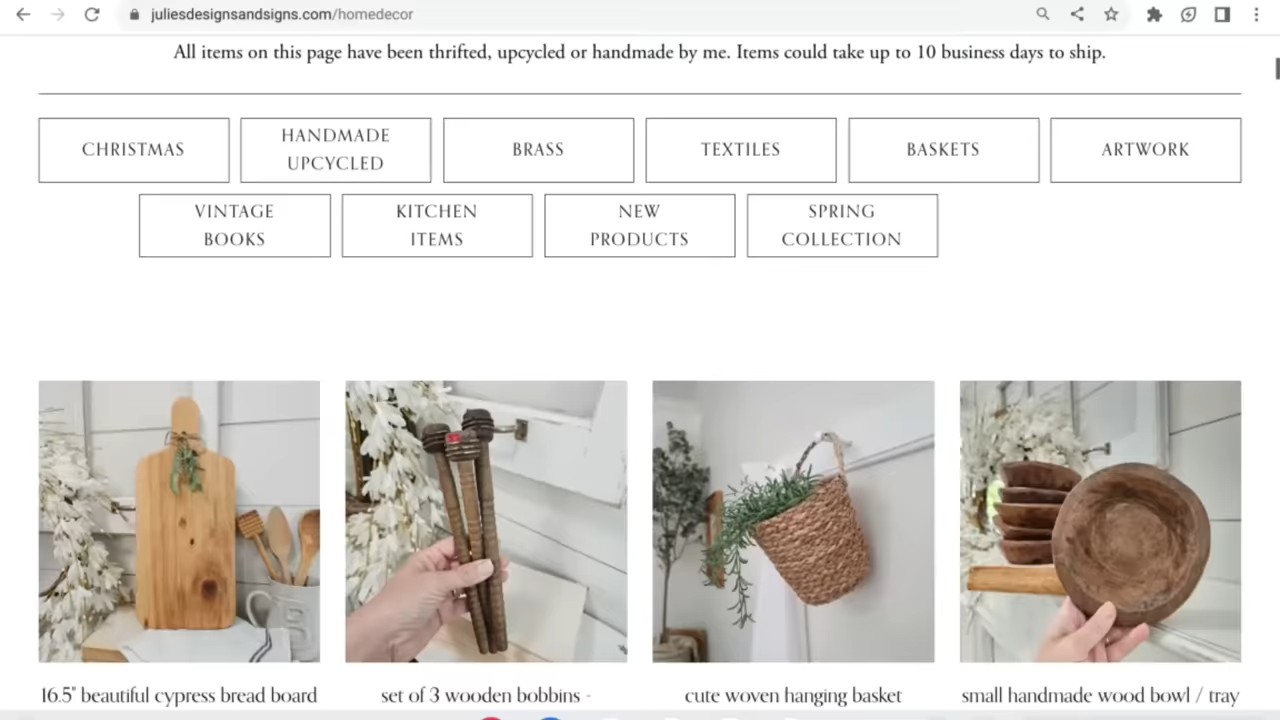 juliesdesignsandsigns.com/homedecor
All items on this page have been thrifted, upcycled or handmade by me. Items could take up to 10 business days to ship.
CHRISTMAS
HANDMADE
UPCYCLED
BRASS
TEXTILES
BASKETS
ARTWORK
VINTAGE
BOOKS
KITCHEN
ITEMS
NEW
PRODUCTS
SPRING
COLLECTION
B
16.5" beautiful cypress bread board
set of 3 wooden bobbins -
cute woven hanging basket
small handmade wood bowl / tray